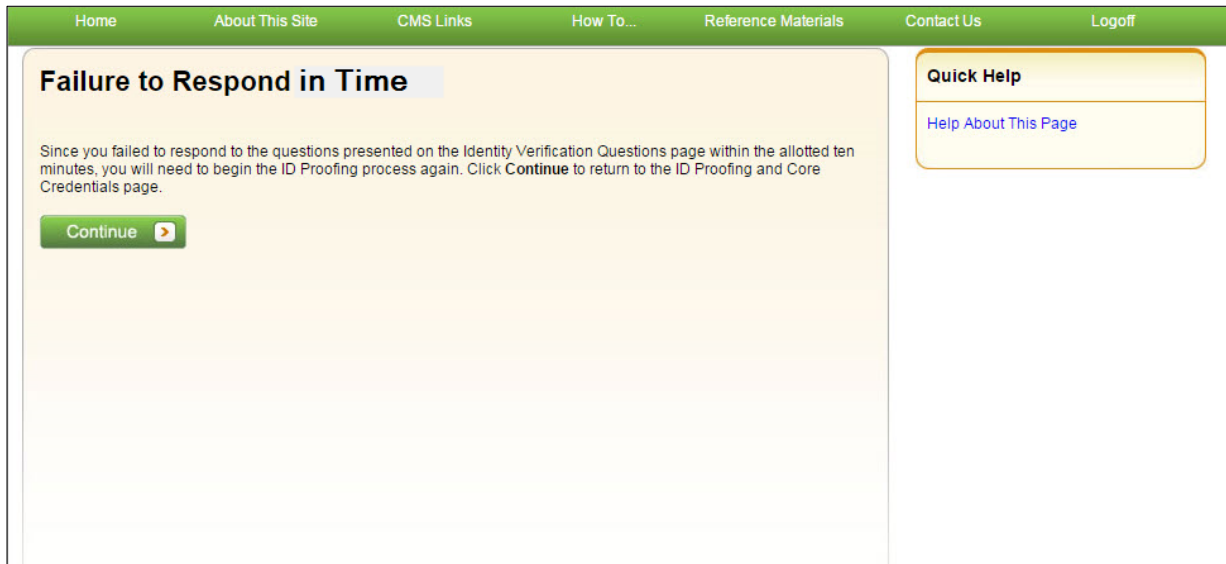 Home About This Site CMS Links How To... Reference Materials Contact Us Logoff
Failure to Respond in Time
Since you failed to respond to the questions presented on the Identity Verification Questions page within the allotted ten
minutes, you will need to begin the ID Proofing process again. Click Continue to return to the ID Proofing and Core
Credentials page.
Continue
Quick Help
Help About This Page